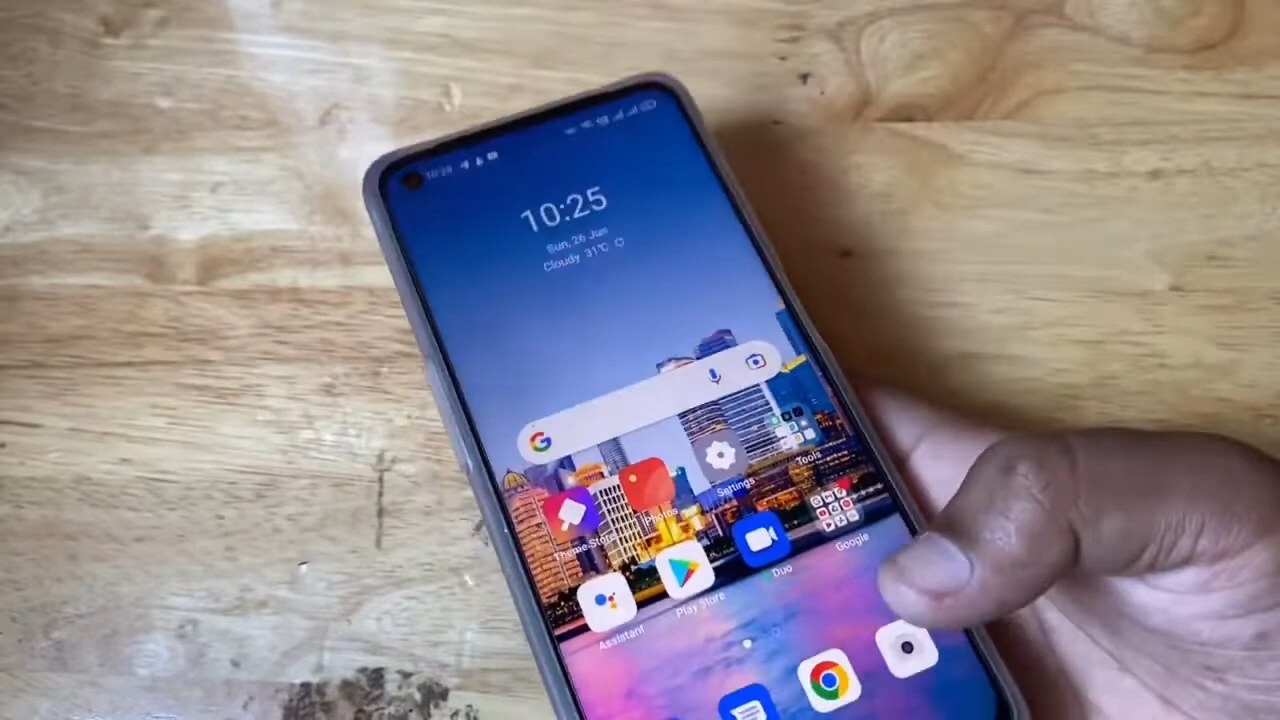 10:25
Sun, 26 Jun
Cloudy 31°C
Tools
Settings
Photos
Theme Store
Google
Duo
Play Store
Assistant